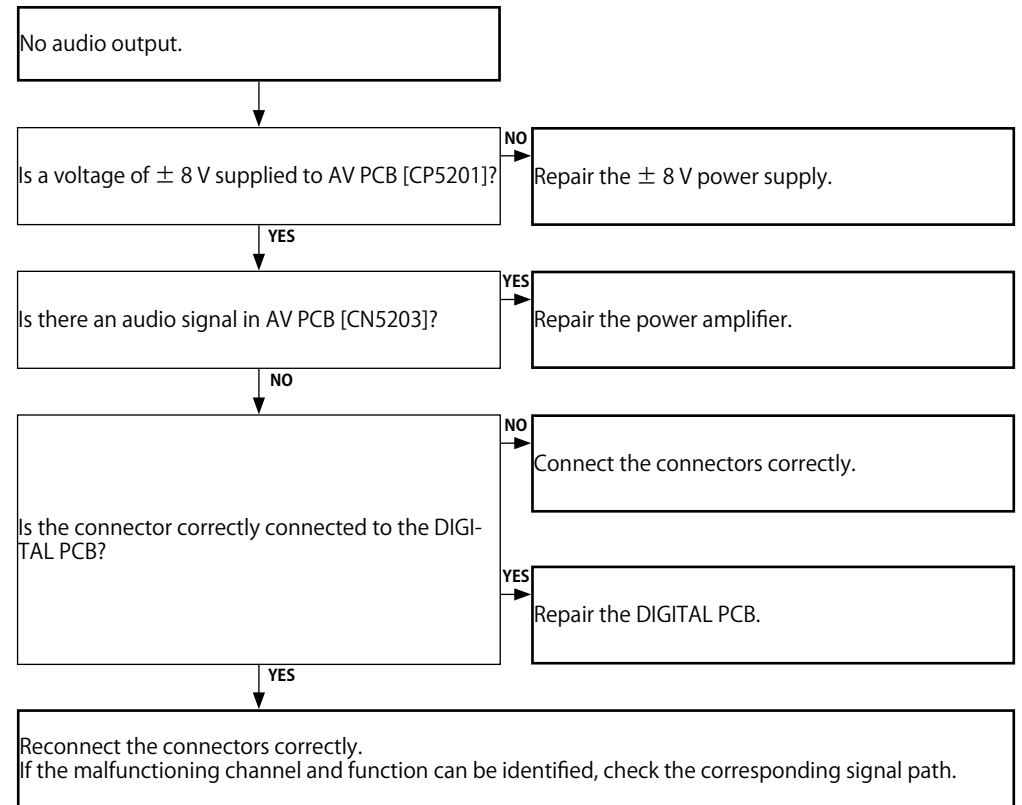 No audio output.
Is a voltage of ± 8 V supplied to AV PCB [CP5201]?
NO
Repair the ± 8 V power supply.
YES
Is there an audio signal in AV PCB [CN5203]?
YES
Repair the power amplifier.
NO
Is the connector correctly connected to the DIGI-
TAL PCB?
NO
Connect the connectors correctly.
YES
Repair the DIGITAL PCB.
YES
Reconnect the connectors correctly.
If the malfunctioning channel and function can be identified, check the corresponding signal path.